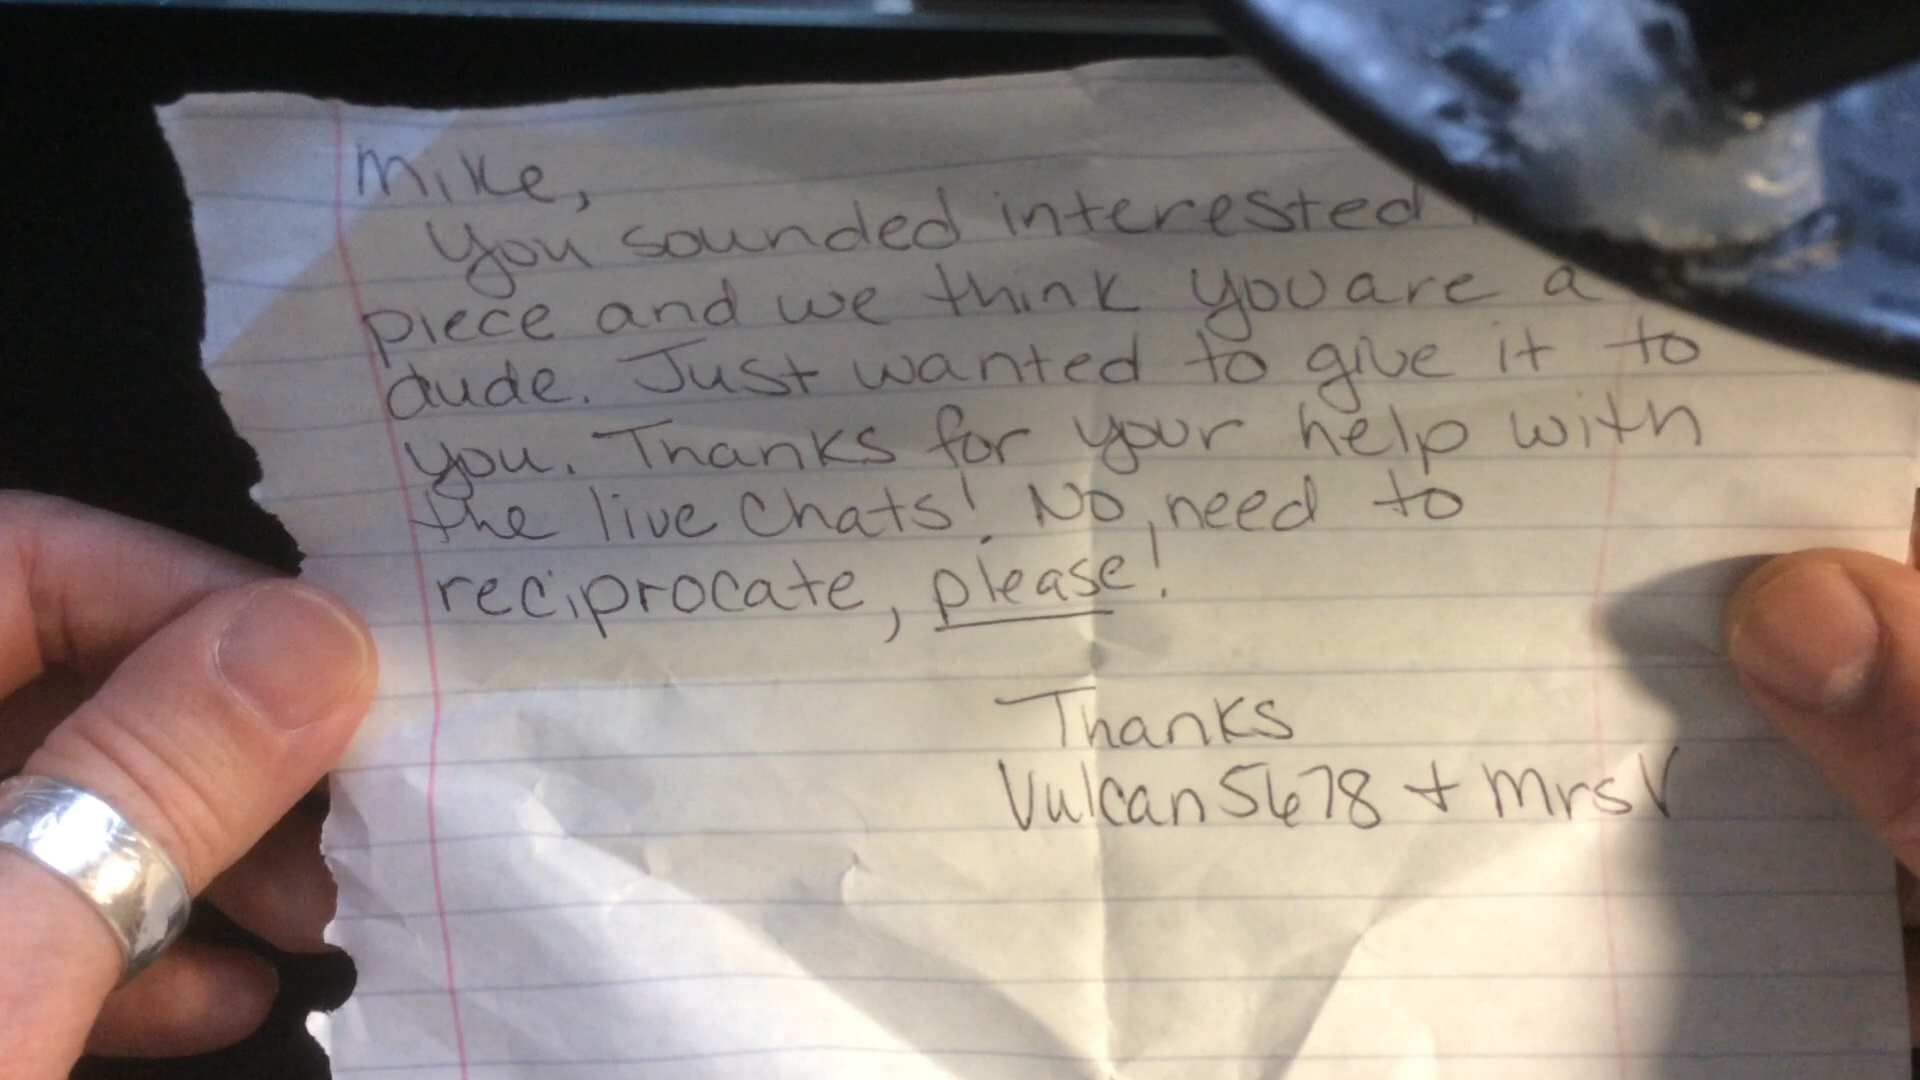 Mike,
You sounded interested
piece and we think you are a
dude. Just wanted to give it to
you. Thanks for your help with
the live chats! No need to
reciprocate, please!
Thanks
Vulcan5678 + MrsV